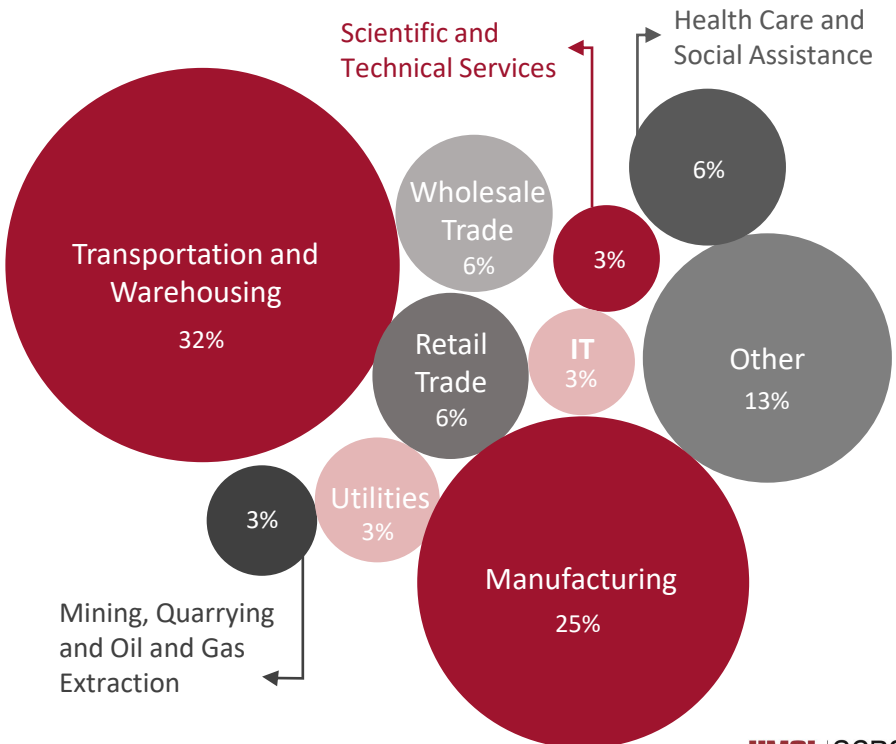 Scientific and
Technical Services
Health Care and
Social Assistance
6%
Wholesale
Trade
6%
3%
Transportation and
Warehousing
32%
Retail
Trade
6%
IT
3%
Other
13%
3%
Utilities
3%
Manufacturing
25%
Mining, Quarrying
and Oil and Gas
Extraction